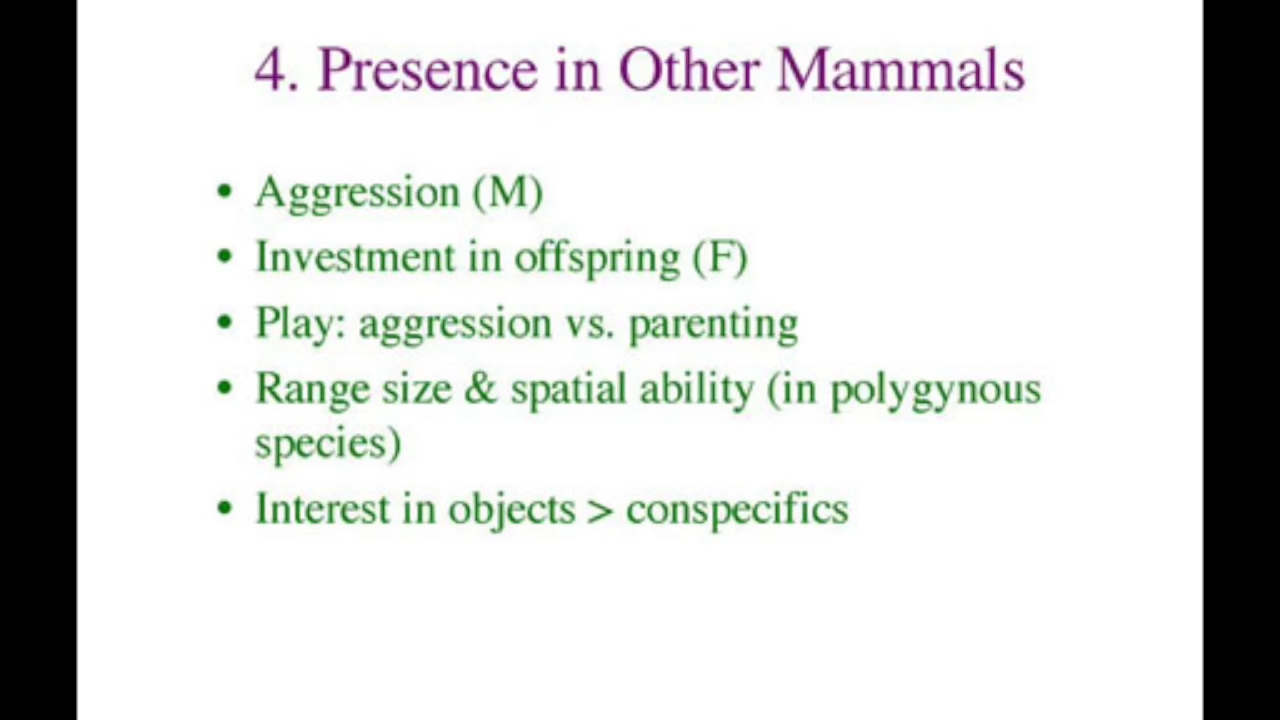 4. Presence in Other Mammals
• Aggression (M)
• Investment in offspring (F)
• Play: aggression vs. parenting
• Range size & spatial ability (in polygynous
species)
• Interest in objects > conspecifics